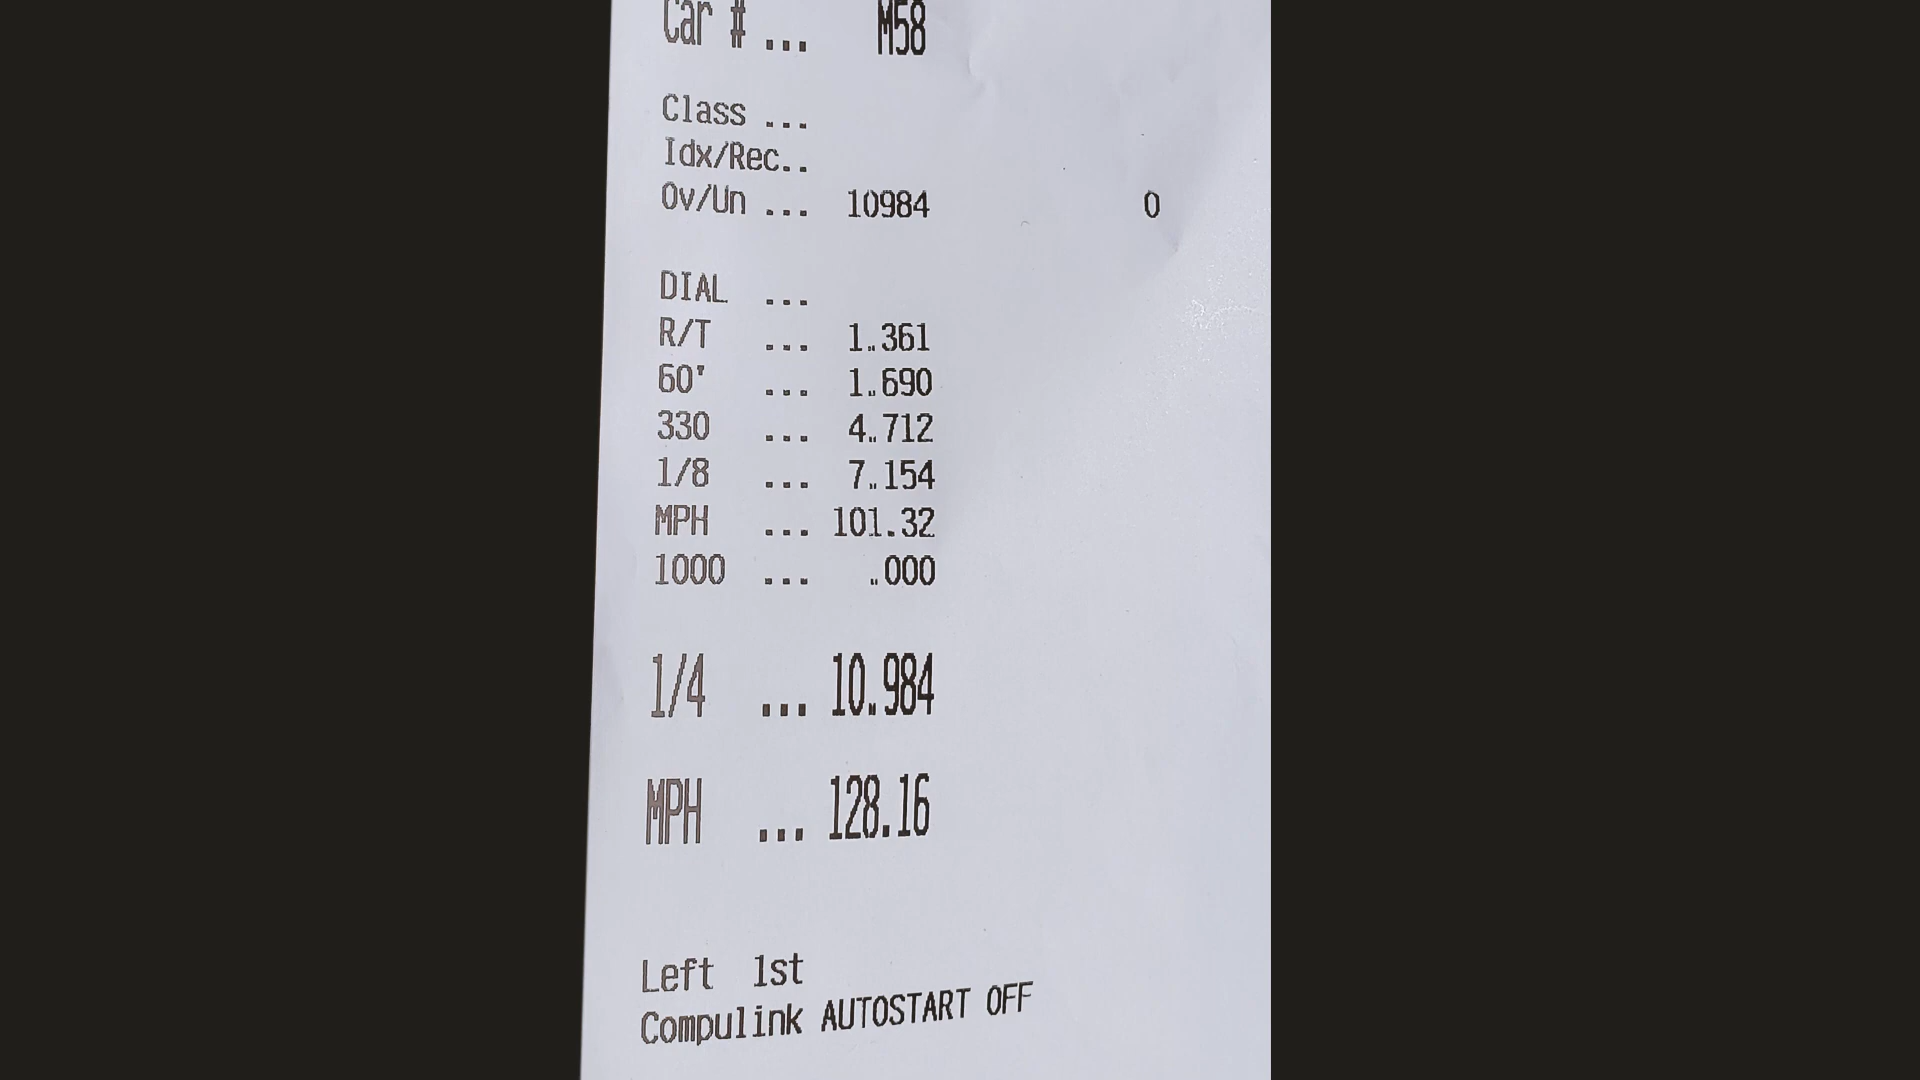 Car # ... M58
Class ...
Idx/Rec..
Ov/Un ... 10984 0
DIAL ...
R/T ... 1.361
60' ... 1.690
330 ... 4.712
1/8 ... 7.154
MPH ... 101.32
1000 ... .000
1/4 ... 10.984
MPH ... 128.16
Left 1st
Compulink AUTOSTART OFF